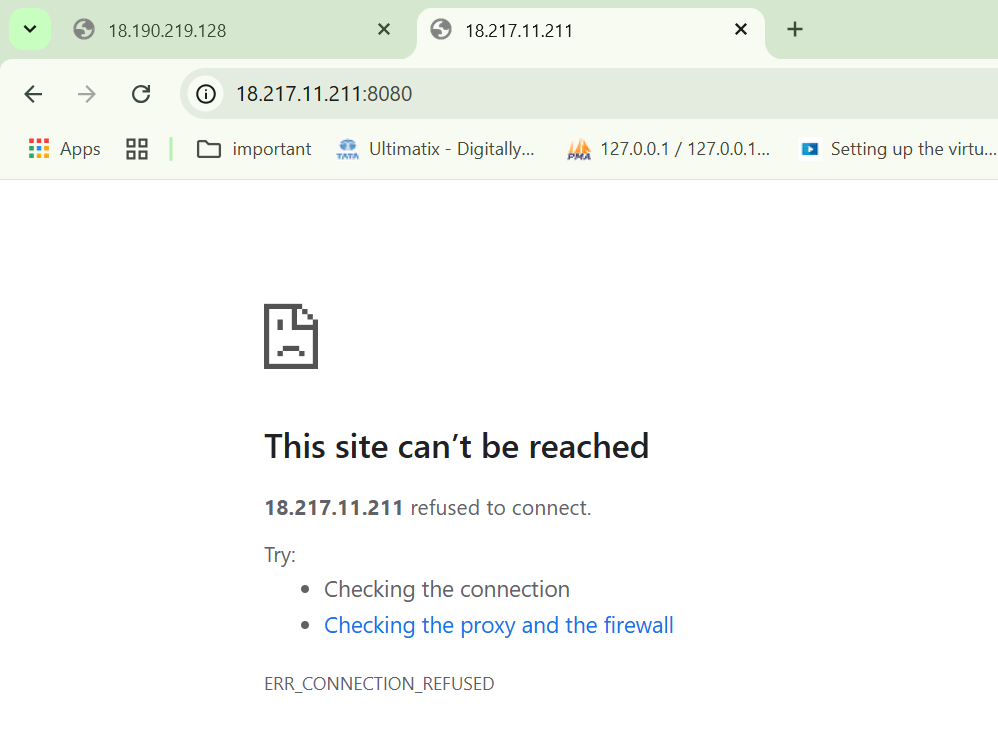 18.190.219.128
18.217.11.211
18.217.11.211:8080
Apps
important
TATA
Ultimatix - Digitally...
PMA
127.0.0.1 / 127.0.0.1...
Setting up the virtu...
This site can’t be reached
18.217.11.211 refused to connect.
Try:
• Checking the connection
• Checking the proxy and the firewall
ERR_CONNECTION_REFUSED